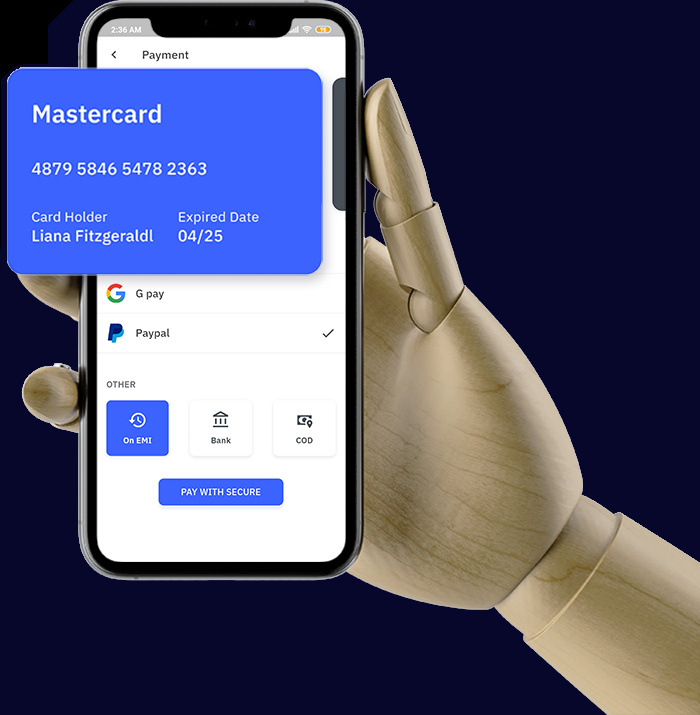 2:36 AM
Payment
Mastercard
4879 5846 5478 2363
Card Holder Expired Date
Liana Fitzgeraldl 04/25
G pay
Paypal
OTHER
On EMI Bank COD
PAY WITH SECURE